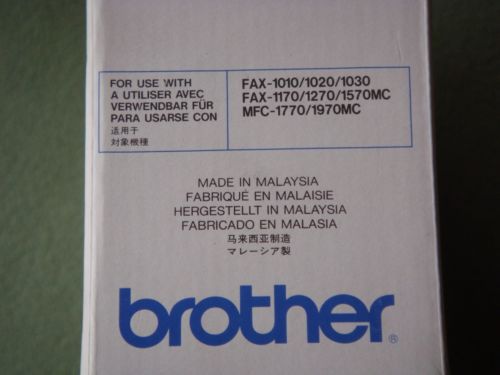 FOR USE WITH
A UTILISER AVEC
VERWENDBAR FÜR
PARA USARSE CON
适用于
対象機種
FAX-1010/1020/1030
FAX-1170/1270/1570MC
MFC-1770/1970MC
MADE IN MALAYSIA
FABRIQUÉ EN MALAISIE
HERGESTELLT IN MALAYSIA
FABRICADO EN MALASIA
马来西亚制造
マレーシア製
brother®